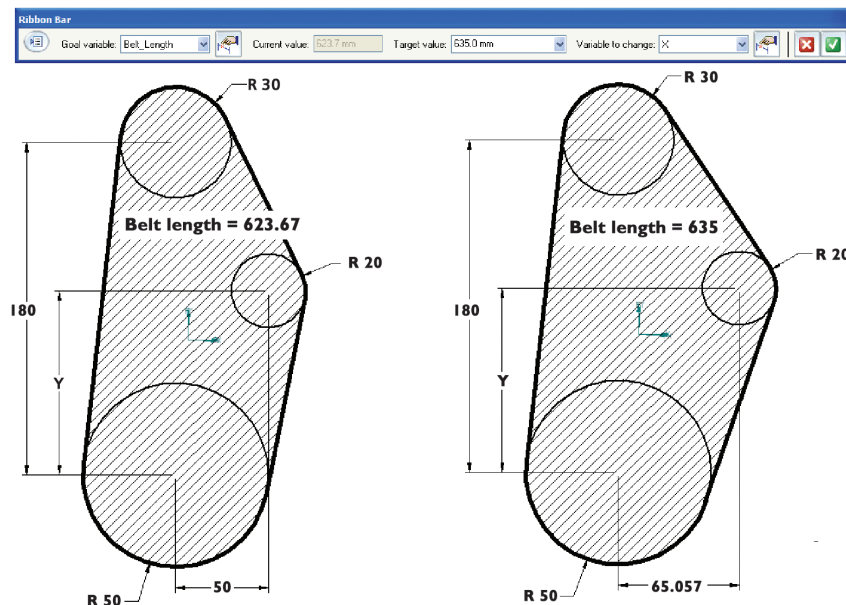 Ribbon Bar
Goal variable: Belt_Length Current value: 623.7 mm Target value: 635.0 mm Variable to change: X
R 30
R 30
Belt length = 623.67
Belt length = 635
R 20
R 20
180
180
Y
Y
50
65.057
R 50
R 50